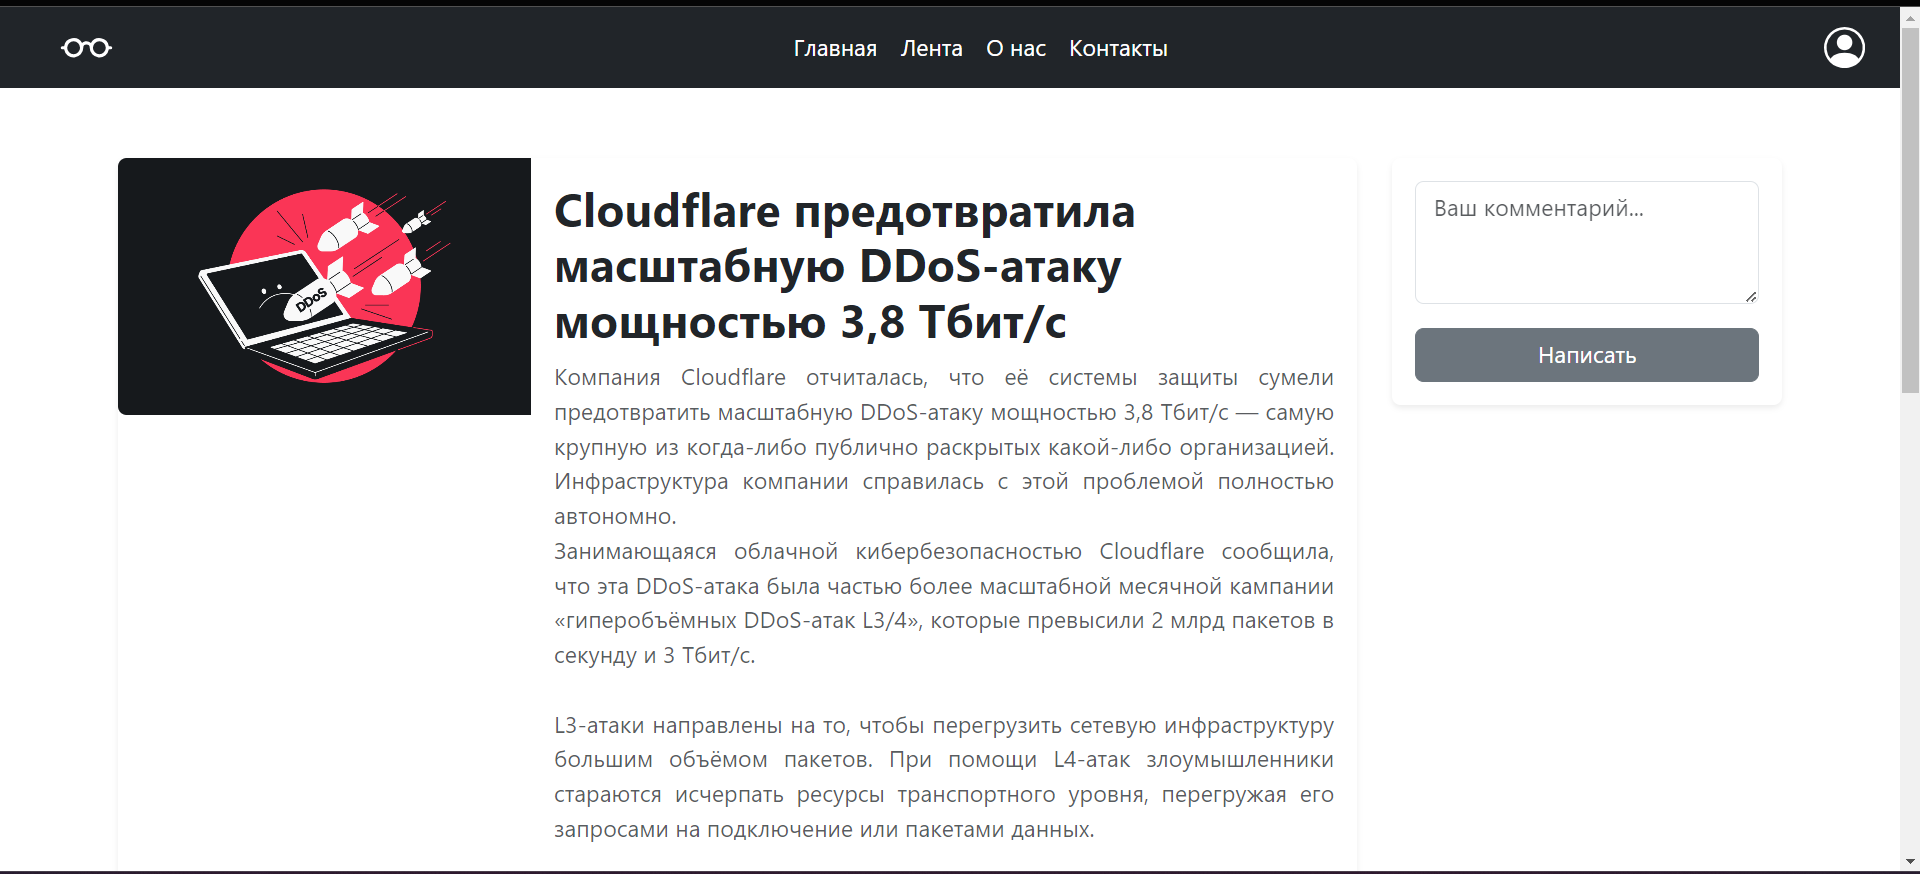 Главная Лента О нас Контакты
DDoS
Cloudflare предотвратила
масштабную DDoS-атаку
мощностью 3,8 Тбит/с
Компания Cloudflare отчиталась, что её системы защиты сумели
предотвратить масштабную DDoS-атаку мощностью 3,8 Тбит/с — самую
крупную из когда-либо публично раскрытых какой-либо организацией.
Инфраструктура компании справилась с этой проблемой полностью
автономно.
Занимающаяся облачной кибербезопасностью Cloudflare сообщила,
что эта DDoS-атака была частью более масштабной месячной кампании
«гиперобъёмных DDoS-атак L3/4», которые превысили 2 млрд пакетов в
секунду и 3 Тбит/с.
L3-атаки направлены на то, чтобы перегрузить сетевую инфраструктуру
большим объёмом пакетов. При помощи L4-атак злоумышленники
стараются исчерпать ресурсы транспортного уровня, перегружая его
запросами на подключение или пакетами данных.
Ваш комментарий...
Написать